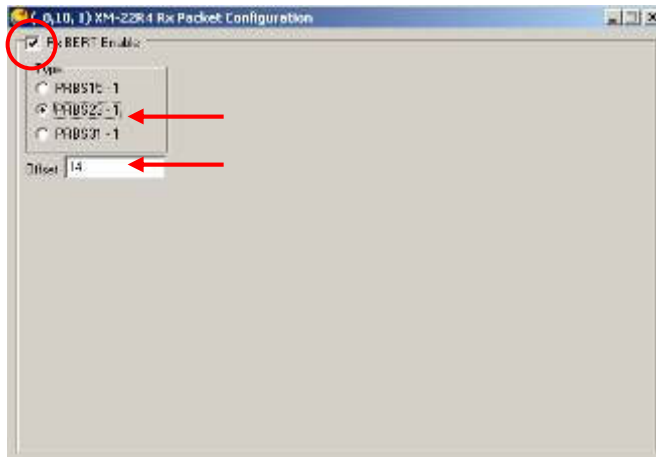 (.0,10, 1) XM-22R4 Rx Packet Configuration
Rx BERT Enable
Type
PRBS15 - 1
PRBS23 - 1
PRBS31 - 1
Offset 14